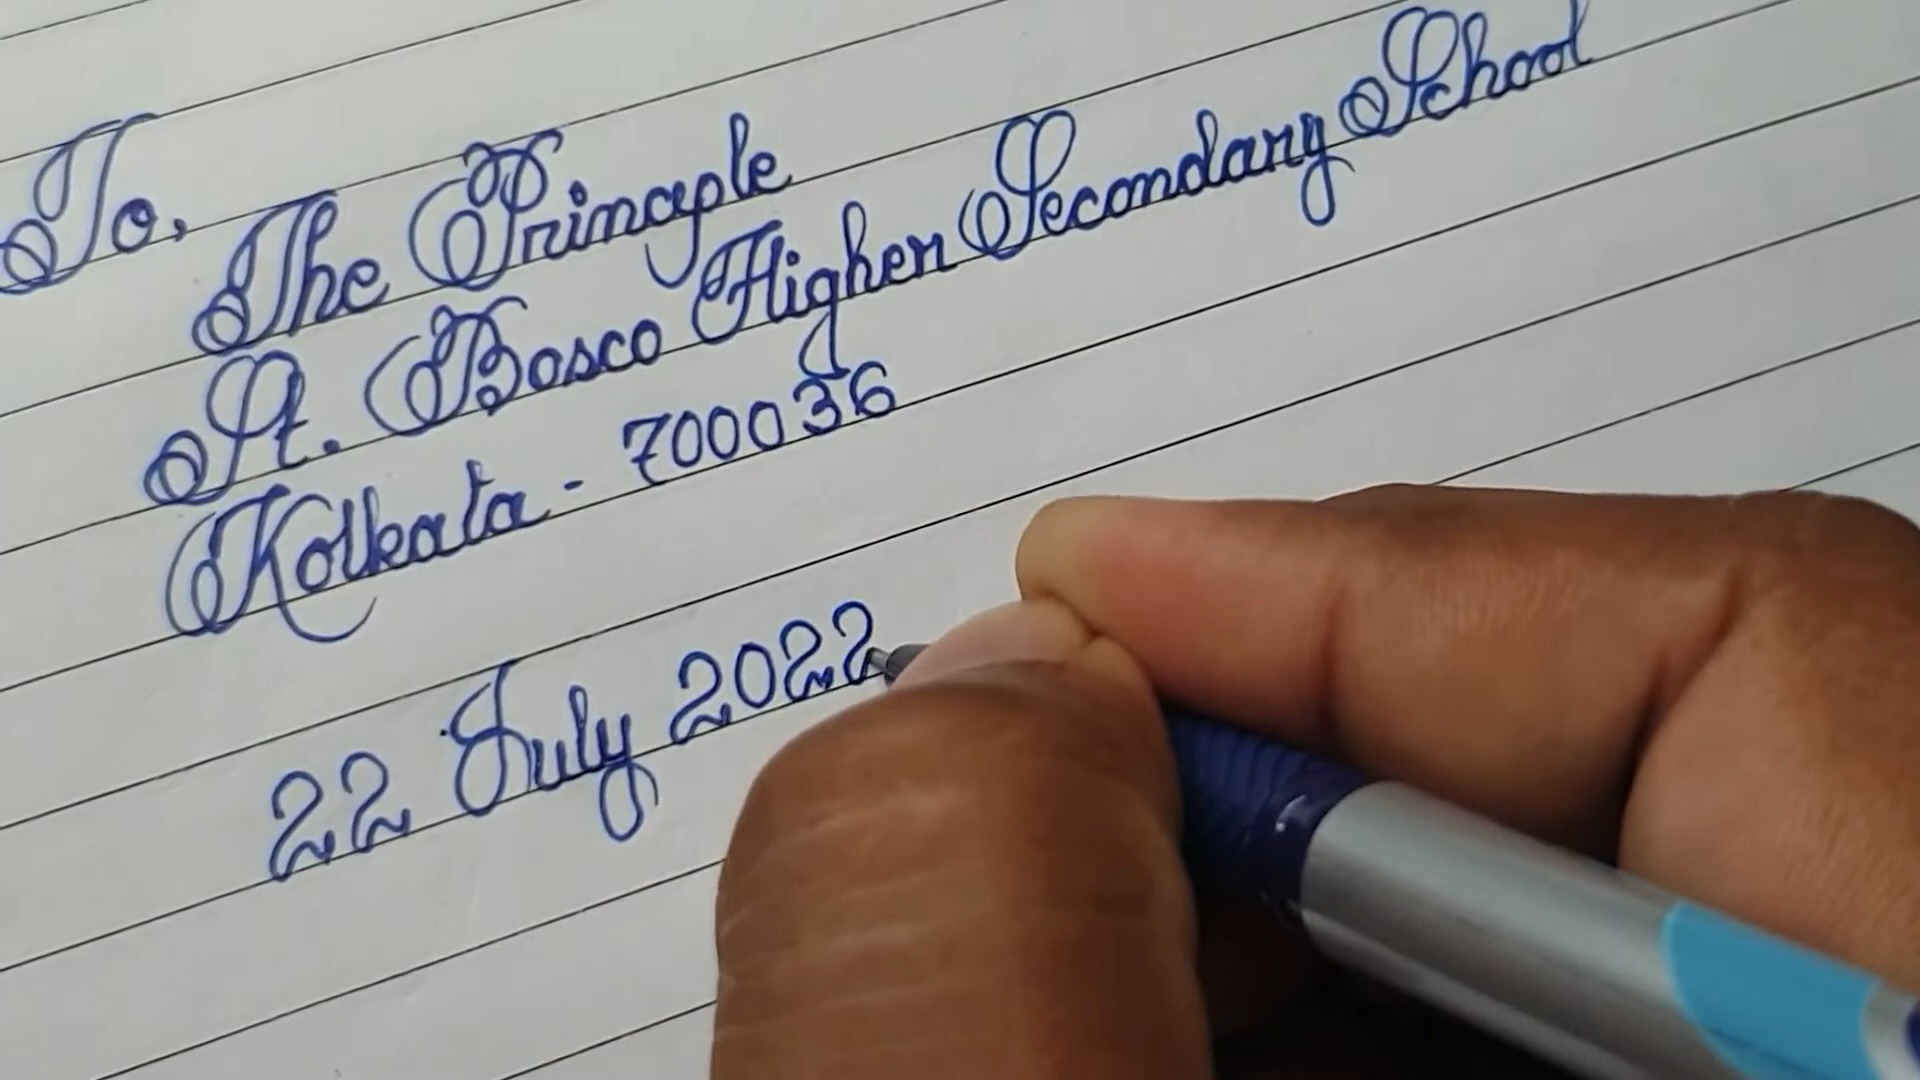 To,
The Principle
St. Bosco Higher Secondary School
Kolkata - 700036
22 July 2022